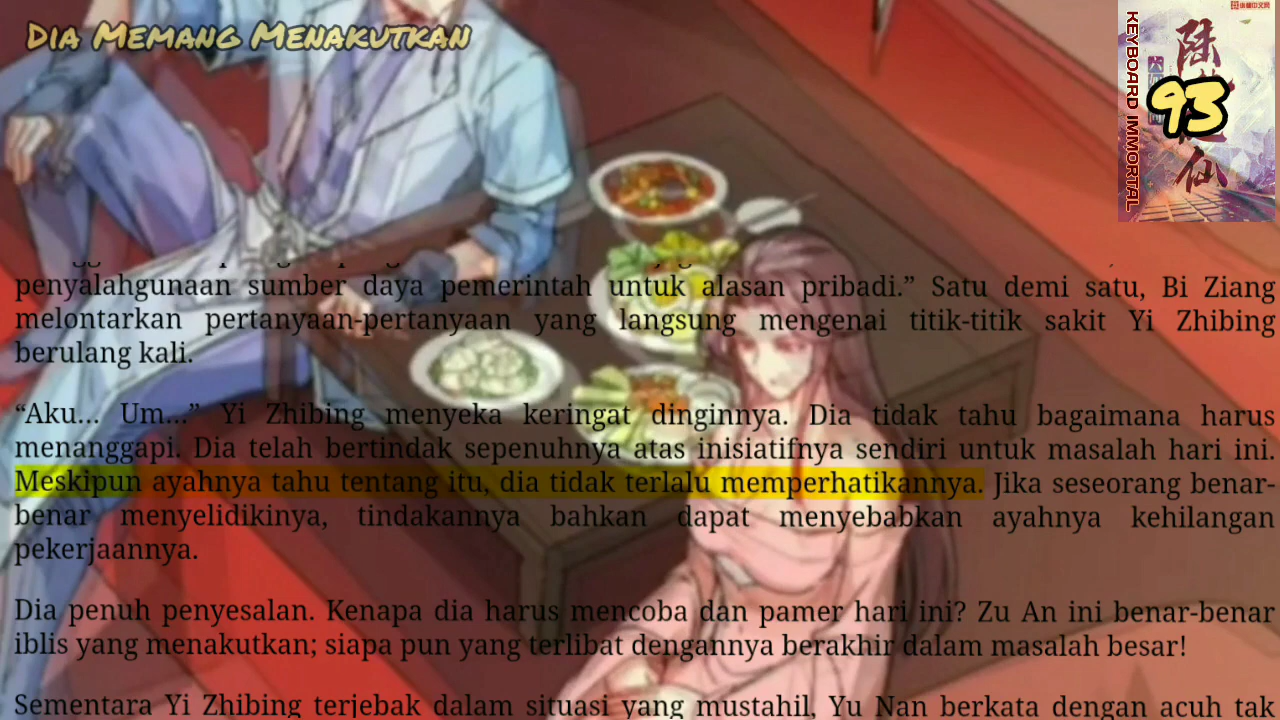 Dia Memang Menakutkan
KEYBOARD IMMORTAL
93
仙
penyalahgunaan sumber daya pemerintah untuk alasan pribadi.” Satu demi satu, Bi Ziang
melontarkan pertanyaan-pertanyaan yang langsung mengenai titik-titik sakit Yi Zhibing
berulang kali.
“Aku... Um...” Yi Zhibing menyeka keringat dinginnya. Dia tidak tahu bagaimana harus
menanggapi. Dia telah bertindak sepenuhnya atas inisiatifnya sendiri untuk masalah hari ini.
Meskipun ayahnya tahu tentang itu, dia tidak terlalu memperhatikannya. Jika seseorang benar-
benar menyelidikinya, tindakannya bahkan dapat menyebabkan ayahnya kehilangan
pekerjaannya.
Dia penuh penyesalan. Kenapa dia harus mencoba dan pamer hari ini? Zu An ini benar-benar
iblis yang menakutkan; siapa pun yang terlibat dengannya berakhir dalam masalah besar!
Sementara Yi Zhibing terjebak dalam situasi yang mustahil, Yu Nan berkata dengan acuh tak